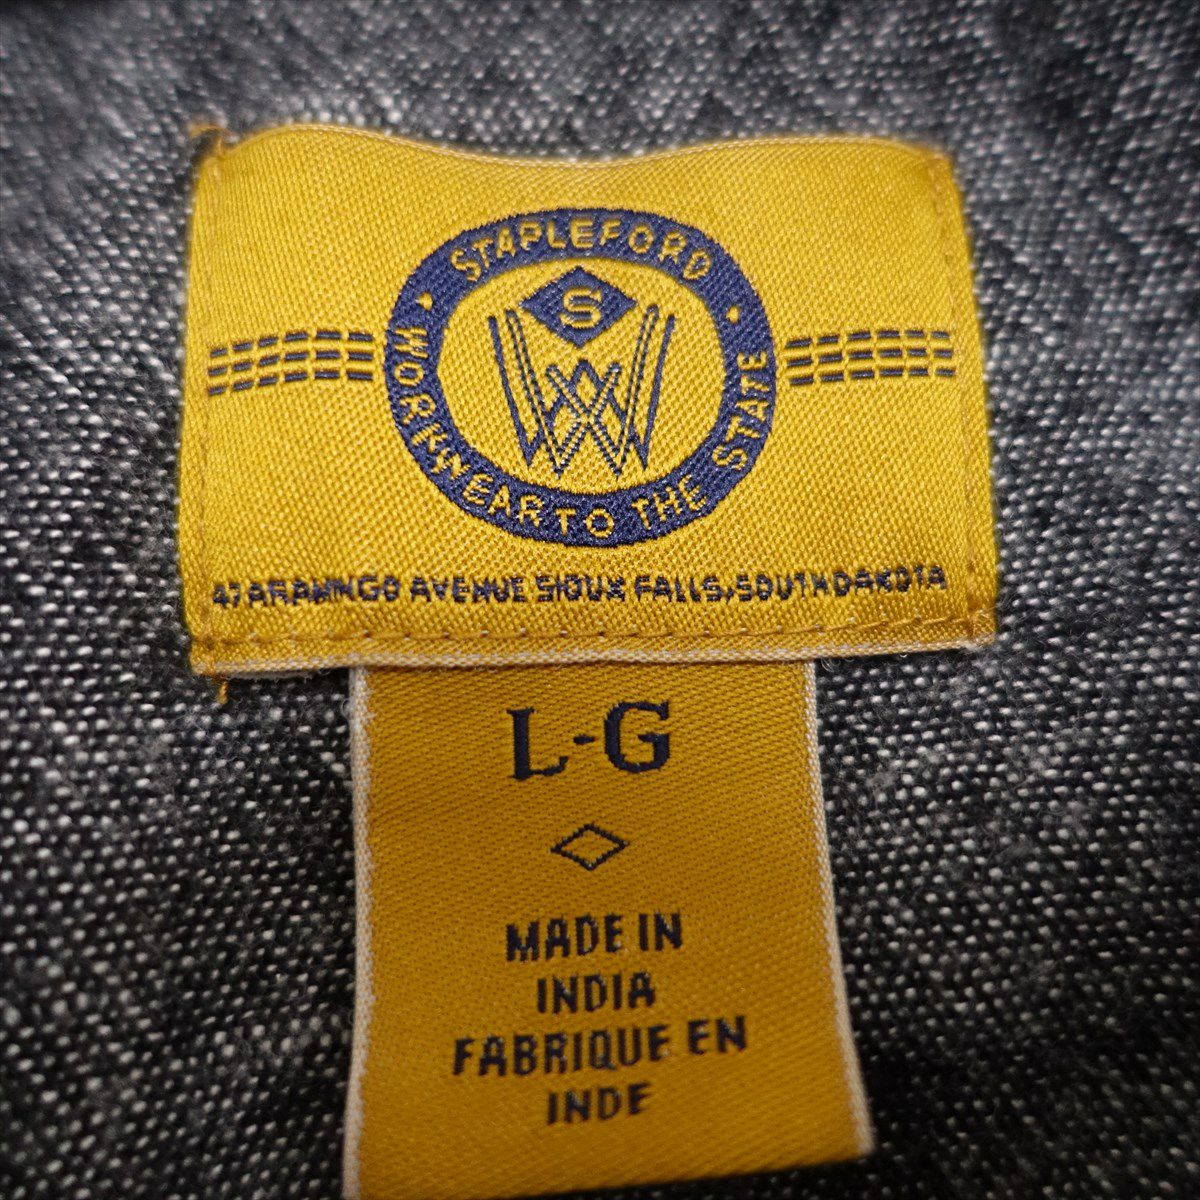 STAPLEFORD
S
WORKWEAR TO THE STATE
47 ARAMINGO AVENUE SIOUX FALLS, SOUTH DAKOTA
L-G
MADE IN
INDIA
FABRIQUE EN
INDE